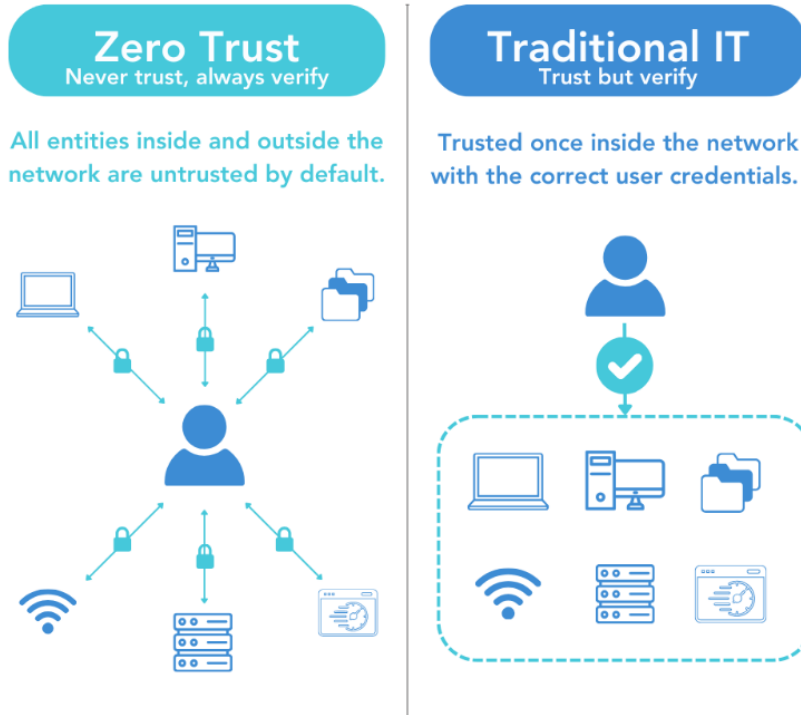 Zero Trust
Never trust, always verify
All entities inside and outside the
network are untrusted by default.
Traditional IT
Trust but verify
Trusted once inside the network
with the correct user credentials.